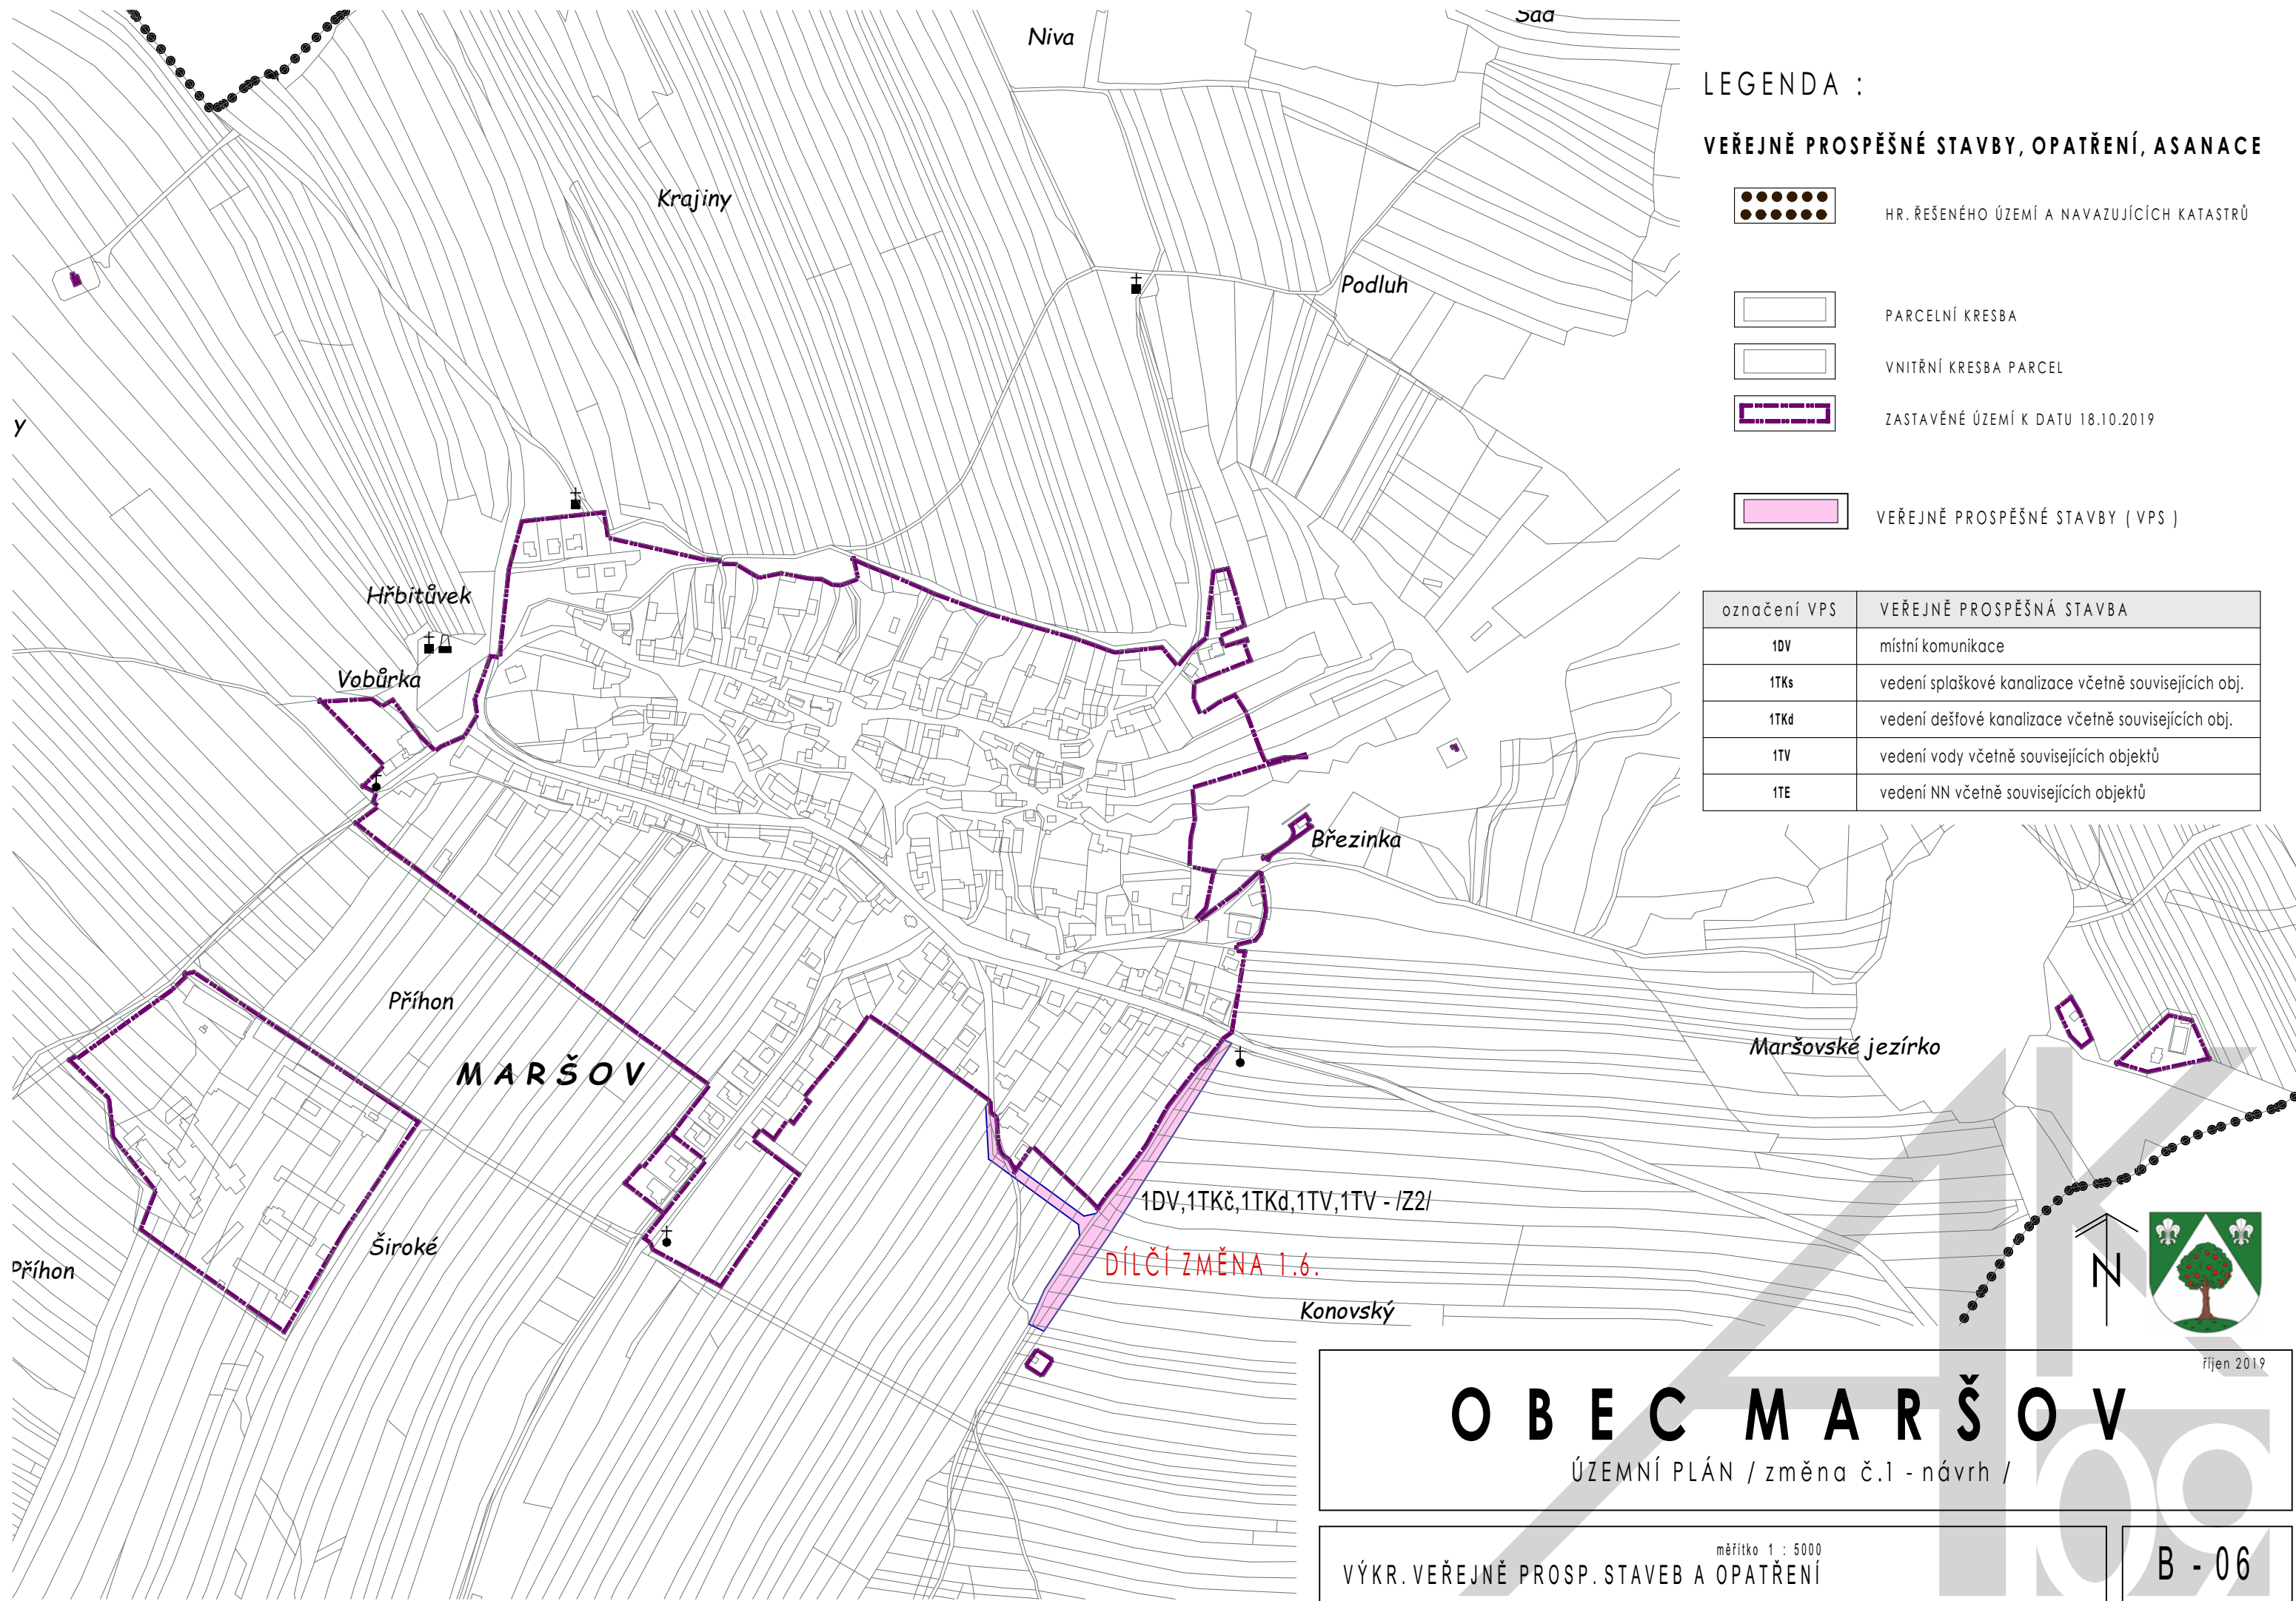 Niva
Sad
Krajiny
Podluh
y
Hřbitůvek
Vobůrka
Březinka
Příhon
MARŠOV
Maršovské jezírko
1DV,1TKč,1TKd,1TV,1TV - /Z2/
Široké
DÍLČÍ ZMĚNA 1.6.
Příhon
Konovský
LEGENDA :
VEŘEJNĚ PROSPĚŠNÉ STAVBY, OPATŘENÍ, ASANACE
HR. ŘEŠENÉHO ÚZEMÍ A NAVAZUJÍCÍCH KATASTRŮ
PARCELNÍ KRESBA
VNITŘNÍ KRESBA PARCEL
ZASTAVĚNÉ ÚZEMÍ K DATU 18.10.2019
VEŘEJNĚ PROSPĚŠNÉ STAVBY ( VPS )
označení VPS VEŘEJNĚ PROSPĚŠNÁ STAVBA
1DV místní komunikace
1TKs vedení splaškové kanalizace včetně souvisejících obj.
1TKd vedení dešťové kanalizace včetně souvisejících obj.
1TV vedení vody včetně souvisejících objektů
1TE vedení NN včetně souvisejících objektů
N
říjen 2019
OBEC MARŠOV
ÚZEMNÍ PLÁN / změna č.1 - návrh /
měřítko 1 : 5000
VÝKR. VEŘEJNĚ PROSP. STAVEB A OPATŘENÍ
B - 06